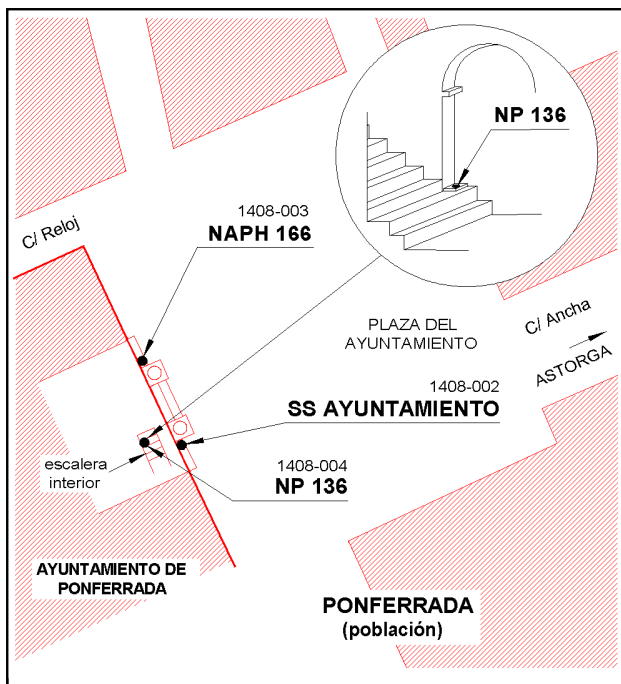 NP 136
1408-003
NAPH 166
C/ Reloj
PLAZA DEL
AYUNTAMIENTO
C/ Ancha
ASTORGA
1408-002
SS AYUNTAMIENTO
escalera
interior
1408-004
NP 136
AYUNTAMIENTO DE
PONFERRADA
PONFERRADA
(población)